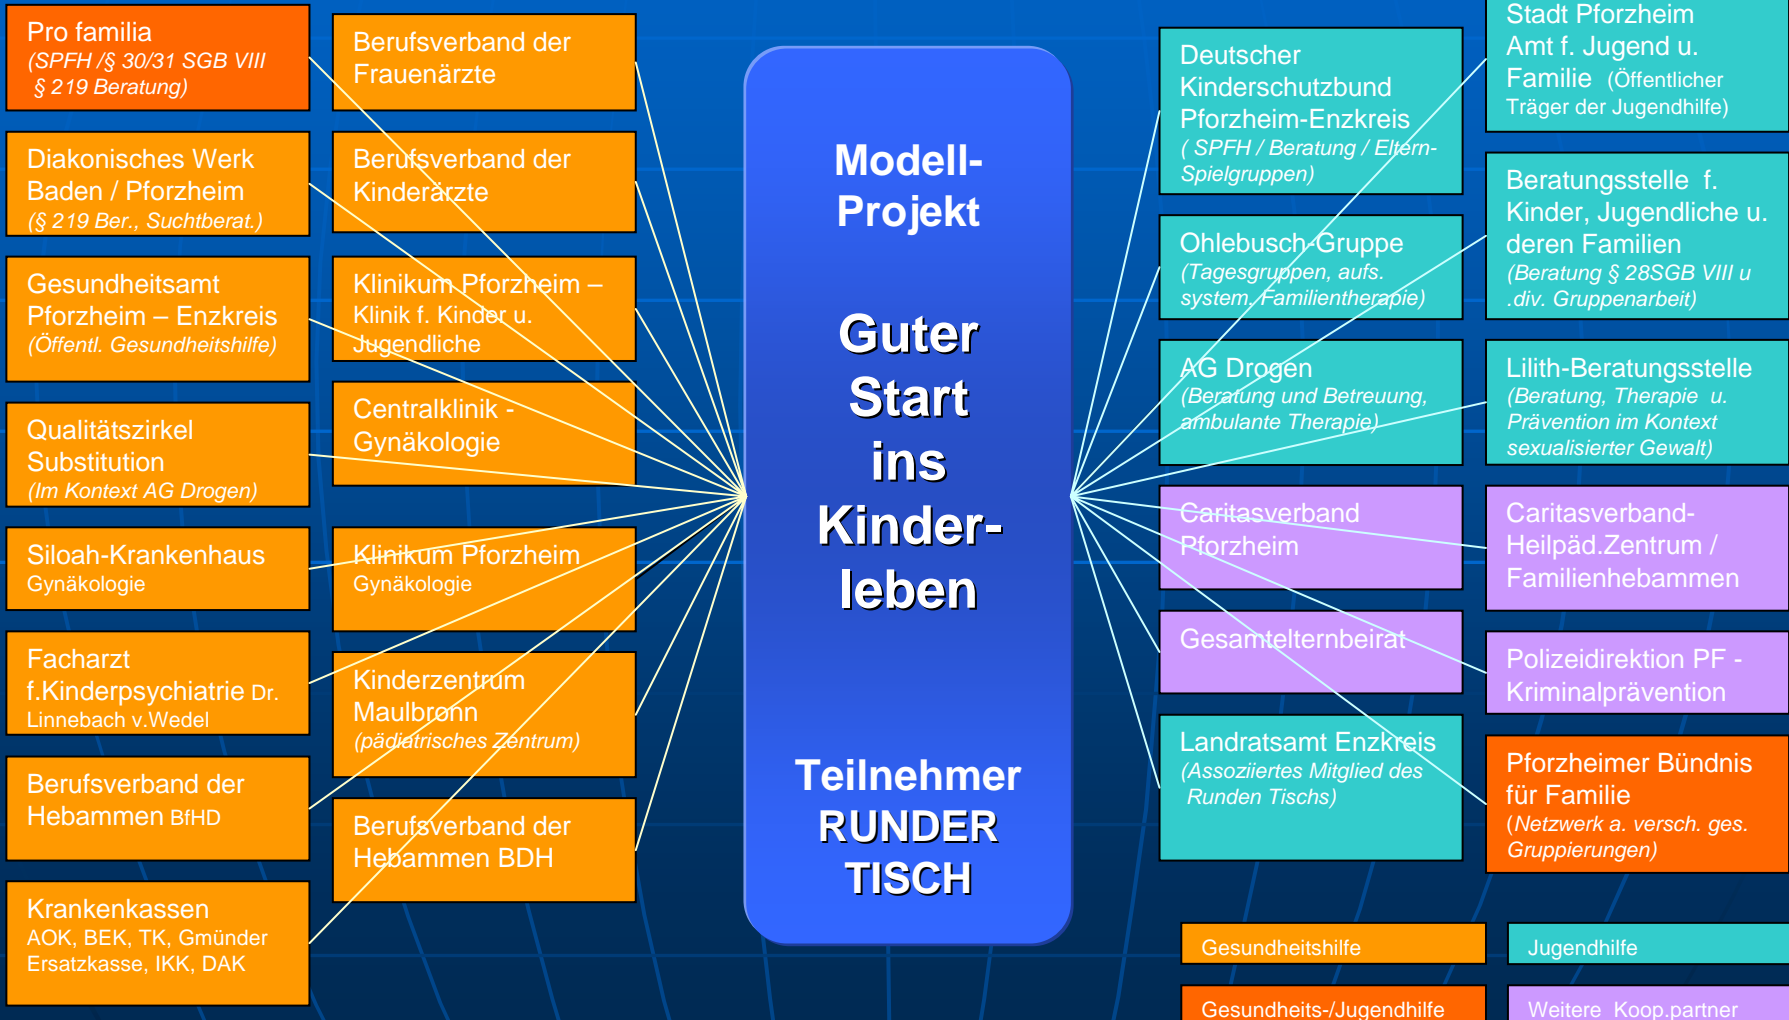 Pro familia
(SPFH /§ 30/31 SGB VIII
§ 219 Beratung)
Diakonisches Werk
Baden / Pforzheim
(§ 219 Ber., Suchtberat.)
Gesundheitsamt
Pforzheim – Enzkreis
(Öffentl. Gesundheitshilfe)
Qualitätszirkel
Substitution
(Im Kontext AG Drogen)
Siloah-Krankenhaus
Gynäkologie
Facharzt
f.Kinderpsychiatrie Dr.
Linnebach v.Wedel
Berufsverband der
Hebammen BfHD
Krankenkassen
AOK, BEK, TK, Gmünder
Ersatzkasse, IKK, DAK
Berufsverband der
Frauenärzte
Berufsverband der
Kinderärzte
Klinikum Pforzheim –
Klinik f. Kinder u.
Jugendliche
Centralklinik -
Gynäkologie
Klinikum Pforzheim
Gynäkologie
Kinderzentrum
Maulbronn
(pädiatrisches Zentrum)
Berufsverband der
Hebammen BDH
Modell-
Projekt
Guter
Start
ins
Kinder-
leben
Teilnehmer
RUNDER
TISCH
Deutscher
Kinderschutzbund
Pforzheim-Enzkreis
( SPFH / Beratung / Eltern-
Spielgruppen)
Ohlebusch-Gruppe
(Tagesgruppen, aufs.
system. Familientherapie)
AG Drogen
(Beratung und Betreuung,
ambulante Therapie)
Caritasverband
Pforzheim
Gesamtelternbeirat
Landratsamt Enzkreis
(Assoziiertes Mitglied des
Runden Tischs)
Stadt Pforzheim
Amt f. Jugend u.
Familie (Öffentlicher
Träger der Jugendhilfe)
Beratungsstelle f.
Kinder, Jugendliche u.
deren Familien
(Beratung § 28SGB VIII u
.div. Gruppenarbeit)
Lilith-Beratungsstelle
(Beratung, Therapie u.
Prävention im Kontext
sexualisierter Gewalt)
Caritasverband-
Heilpäd.Zentrum /
Familienhebammen
Polizeidirektion PF -
Kriminalprävention
Pforzheimer Bündnis
für Familie
(Netzwerk a. versch. ges.
Gruppierungen)
Gesundheitshilfe
Jugendhilfe
Gesundheits-/Jugendhilfe
Weitere Koop.partner